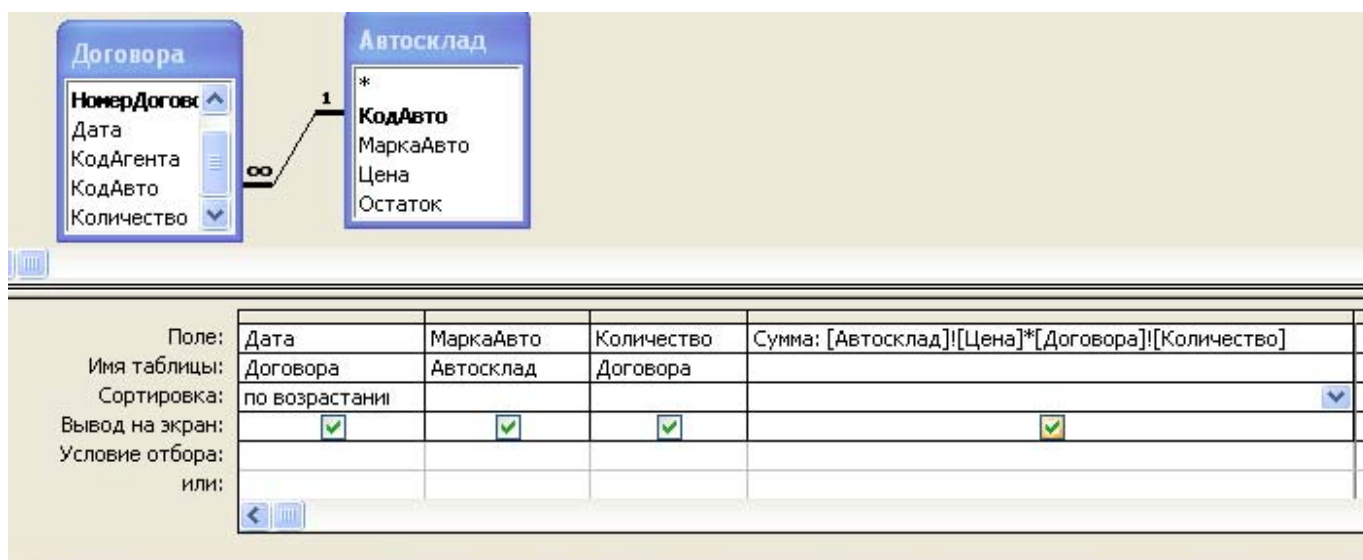 Договора
НомерДогово
Дата
КодАгента
КодАвто
Количество
∞
1
Автосклад
*
КодАвто
МаркаАвто
Цена
Остаток
Поле: Дата МаркаАвто Количество Сумма: [Автосклад]![Цена]*[Договора]![Количество]
Имя таблицы: Договора Автосклад Договора
Сортировка: по возрастани
Вывод на экран:
Условие отбора:
или: